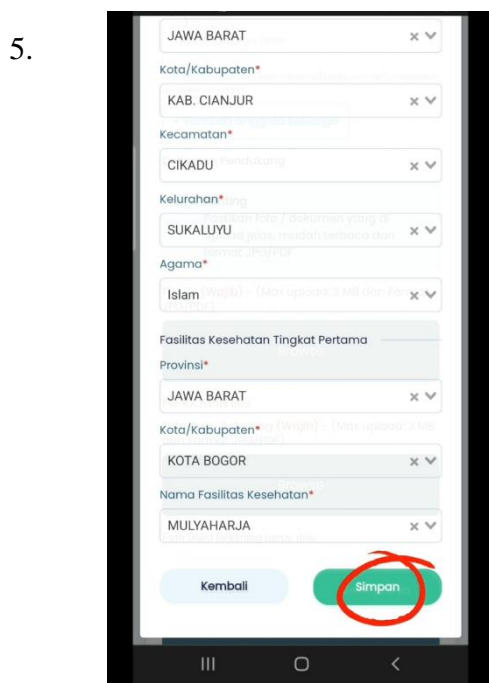 5.
JAWA BARAT
Kota/Kabupaten*
KAB. CIANJUR
Kecamatan*
CIKADU
Pendukung
Kelurahan*
SUKALUYU
Agama*
Islam
Fasilitas Kesehatan Tingkat Pertama
Provinsi*
JAWA BARAT
Kota/Kabupaten*
KOTA BOGOR
Nama Fasilitas Kesehatan*
MULYAHARJA
Kembali
Simpan